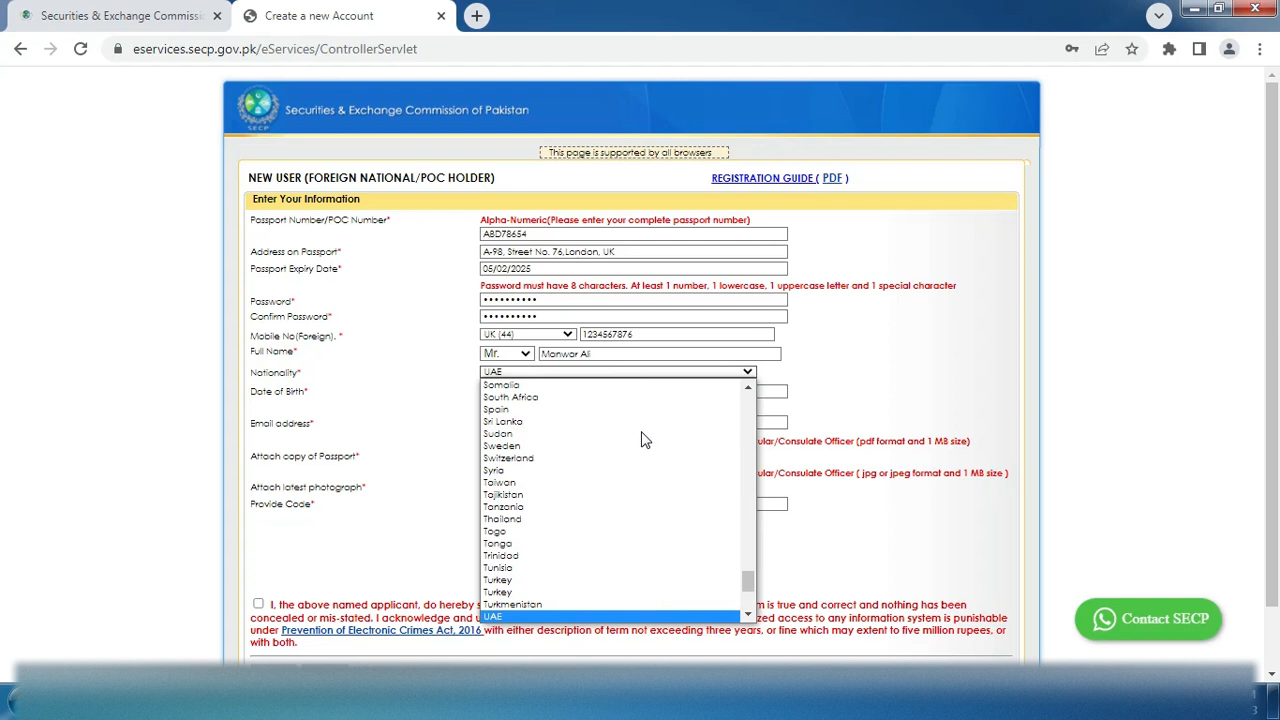 Securities & Exchange Commissi
Create a new Account
eservices.secp.gov.pk/eServices/ControllerServlet
SECP
Securities & Exchange Commission of Pakistan
This page is supported by all browsers
NEW USER (FOREIGN NATIONAL/POC HOLDER)
REGISTRATION GUIDE ( PDF )
Enter Your Information
Passport Number/POC Number*
Alpha-Numeric(Please enter your complete passport number)
ABD78654
Address on Passport*
A-98, Street No. 76,London, UK
Passport Expiry Date*
05/02/2025
Password must have 8 characters. At least 1 number, 1 lowercase, 1 uppercase letter and 1 special character
Password*
••••••••••
Confirm Password*
••••••••••
Mobile No(Foreign). *
UK (44)
1234567876
Full Name*
Mr.
Manwar Ali
Nationality*
UAE
Date of Birth*
Email address*
Attach copy of Passport*
Attach latest photograph*
Provide Code*
ular/Consulate Officer (pdf format and 1 MB size)
ular/Consulate Officer ( jpg or jpeg format and 1 MB size )
Somalia
South Africa
Spain
Sri Lanka
Sudan
Sweden
Switzerland
Syria
Taiwan
Tajikistan
Tanzania
Thailand
Togo
Tonga
Trinidad
Tunisia
Turkey
Turkey
Turkmenistan
UAE
I, the above named applicant, do hereby s
m is true and correct and nothing has been
concealed or mis-stated. I acknowledge and u
ized access to any information system is punishable
under Prevention of Electronic Crimes Act, 2016 with either description of term not exceeding three years, or fine which may extent to five million rupees, or
with both.
Contact SECP